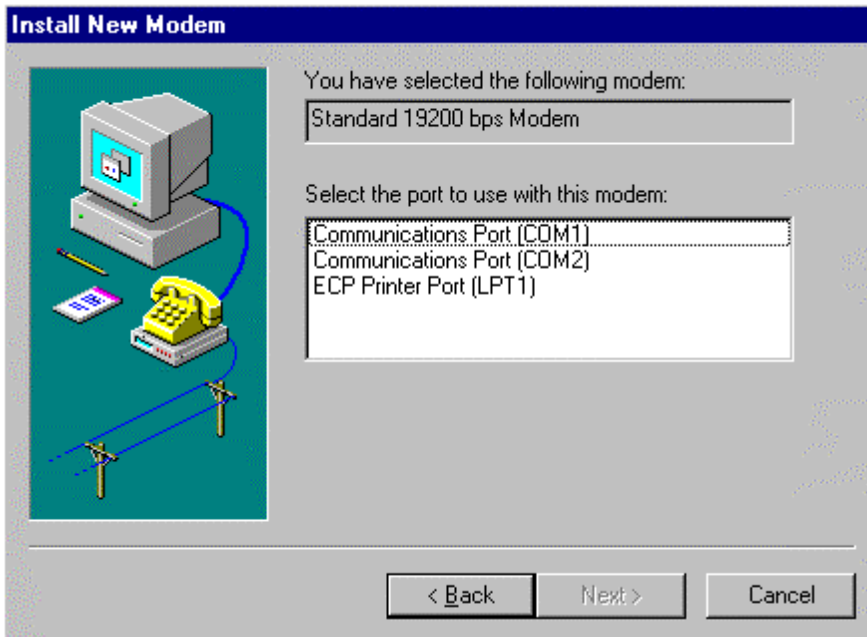 Install New Modem
You have selected the following modem:
Standard 19200 bps Modem
Select the port to use with this modem:
Communications Port (COM1)
Communications Port (COM2)
ECP Printer Port (LPT1)
< Back
Next >
Cancel